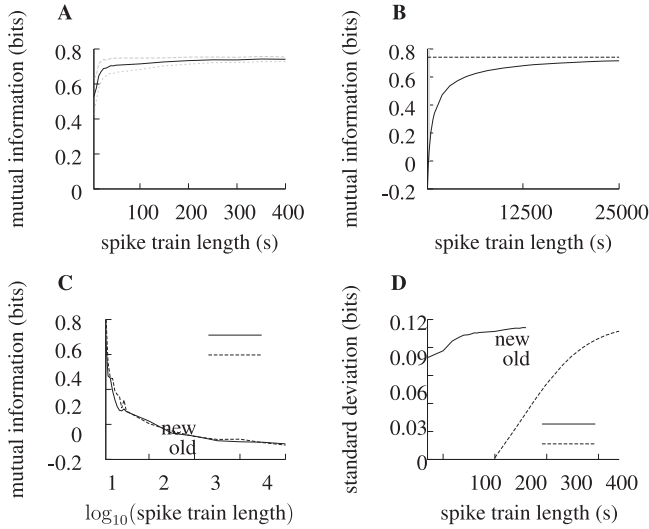 A
mutual information (bits)
0.8
0.6
0.4
0.2
0
100 200 300 400
spike train length (s)
B
mutual information (bits)
0.8
0.6
0.4
0.2
0
-0.2
12500 25000
spike train length (s)
C
mutual information (bits)
0.8
0.6
0.4
0.2
0
-0.2
new
old
1 2 3 4
log10(spike train length)
D
standard deviation (bits)
0.12
0.09
0.06
0.03
0
new
old
100 200 300 400
spike train length (s)